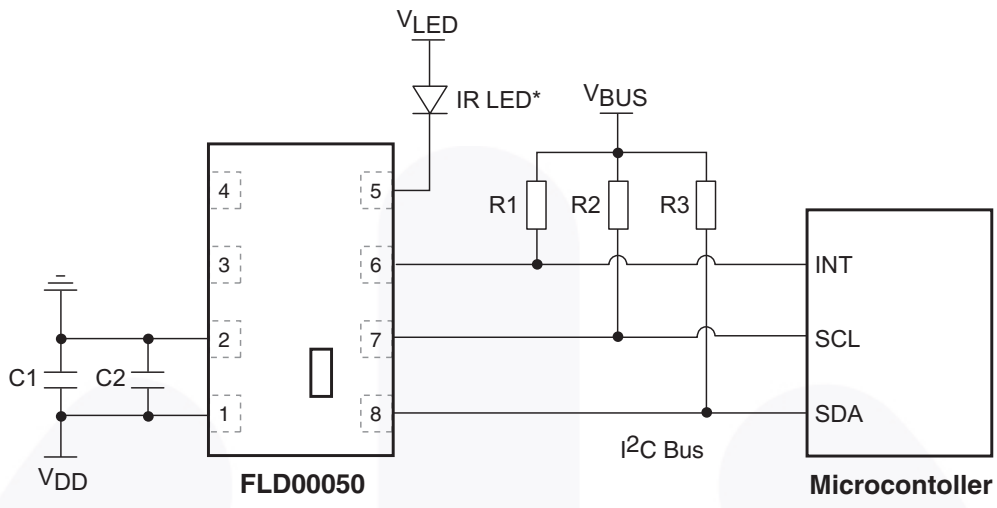 VLED
IR LED*
VBUS
4
5
R1
R2
R3
3
6
INT
2
7
SCL
C1
C2
1
8
SDA
I2C Bus
VDD
FLD00050
Microcontoller